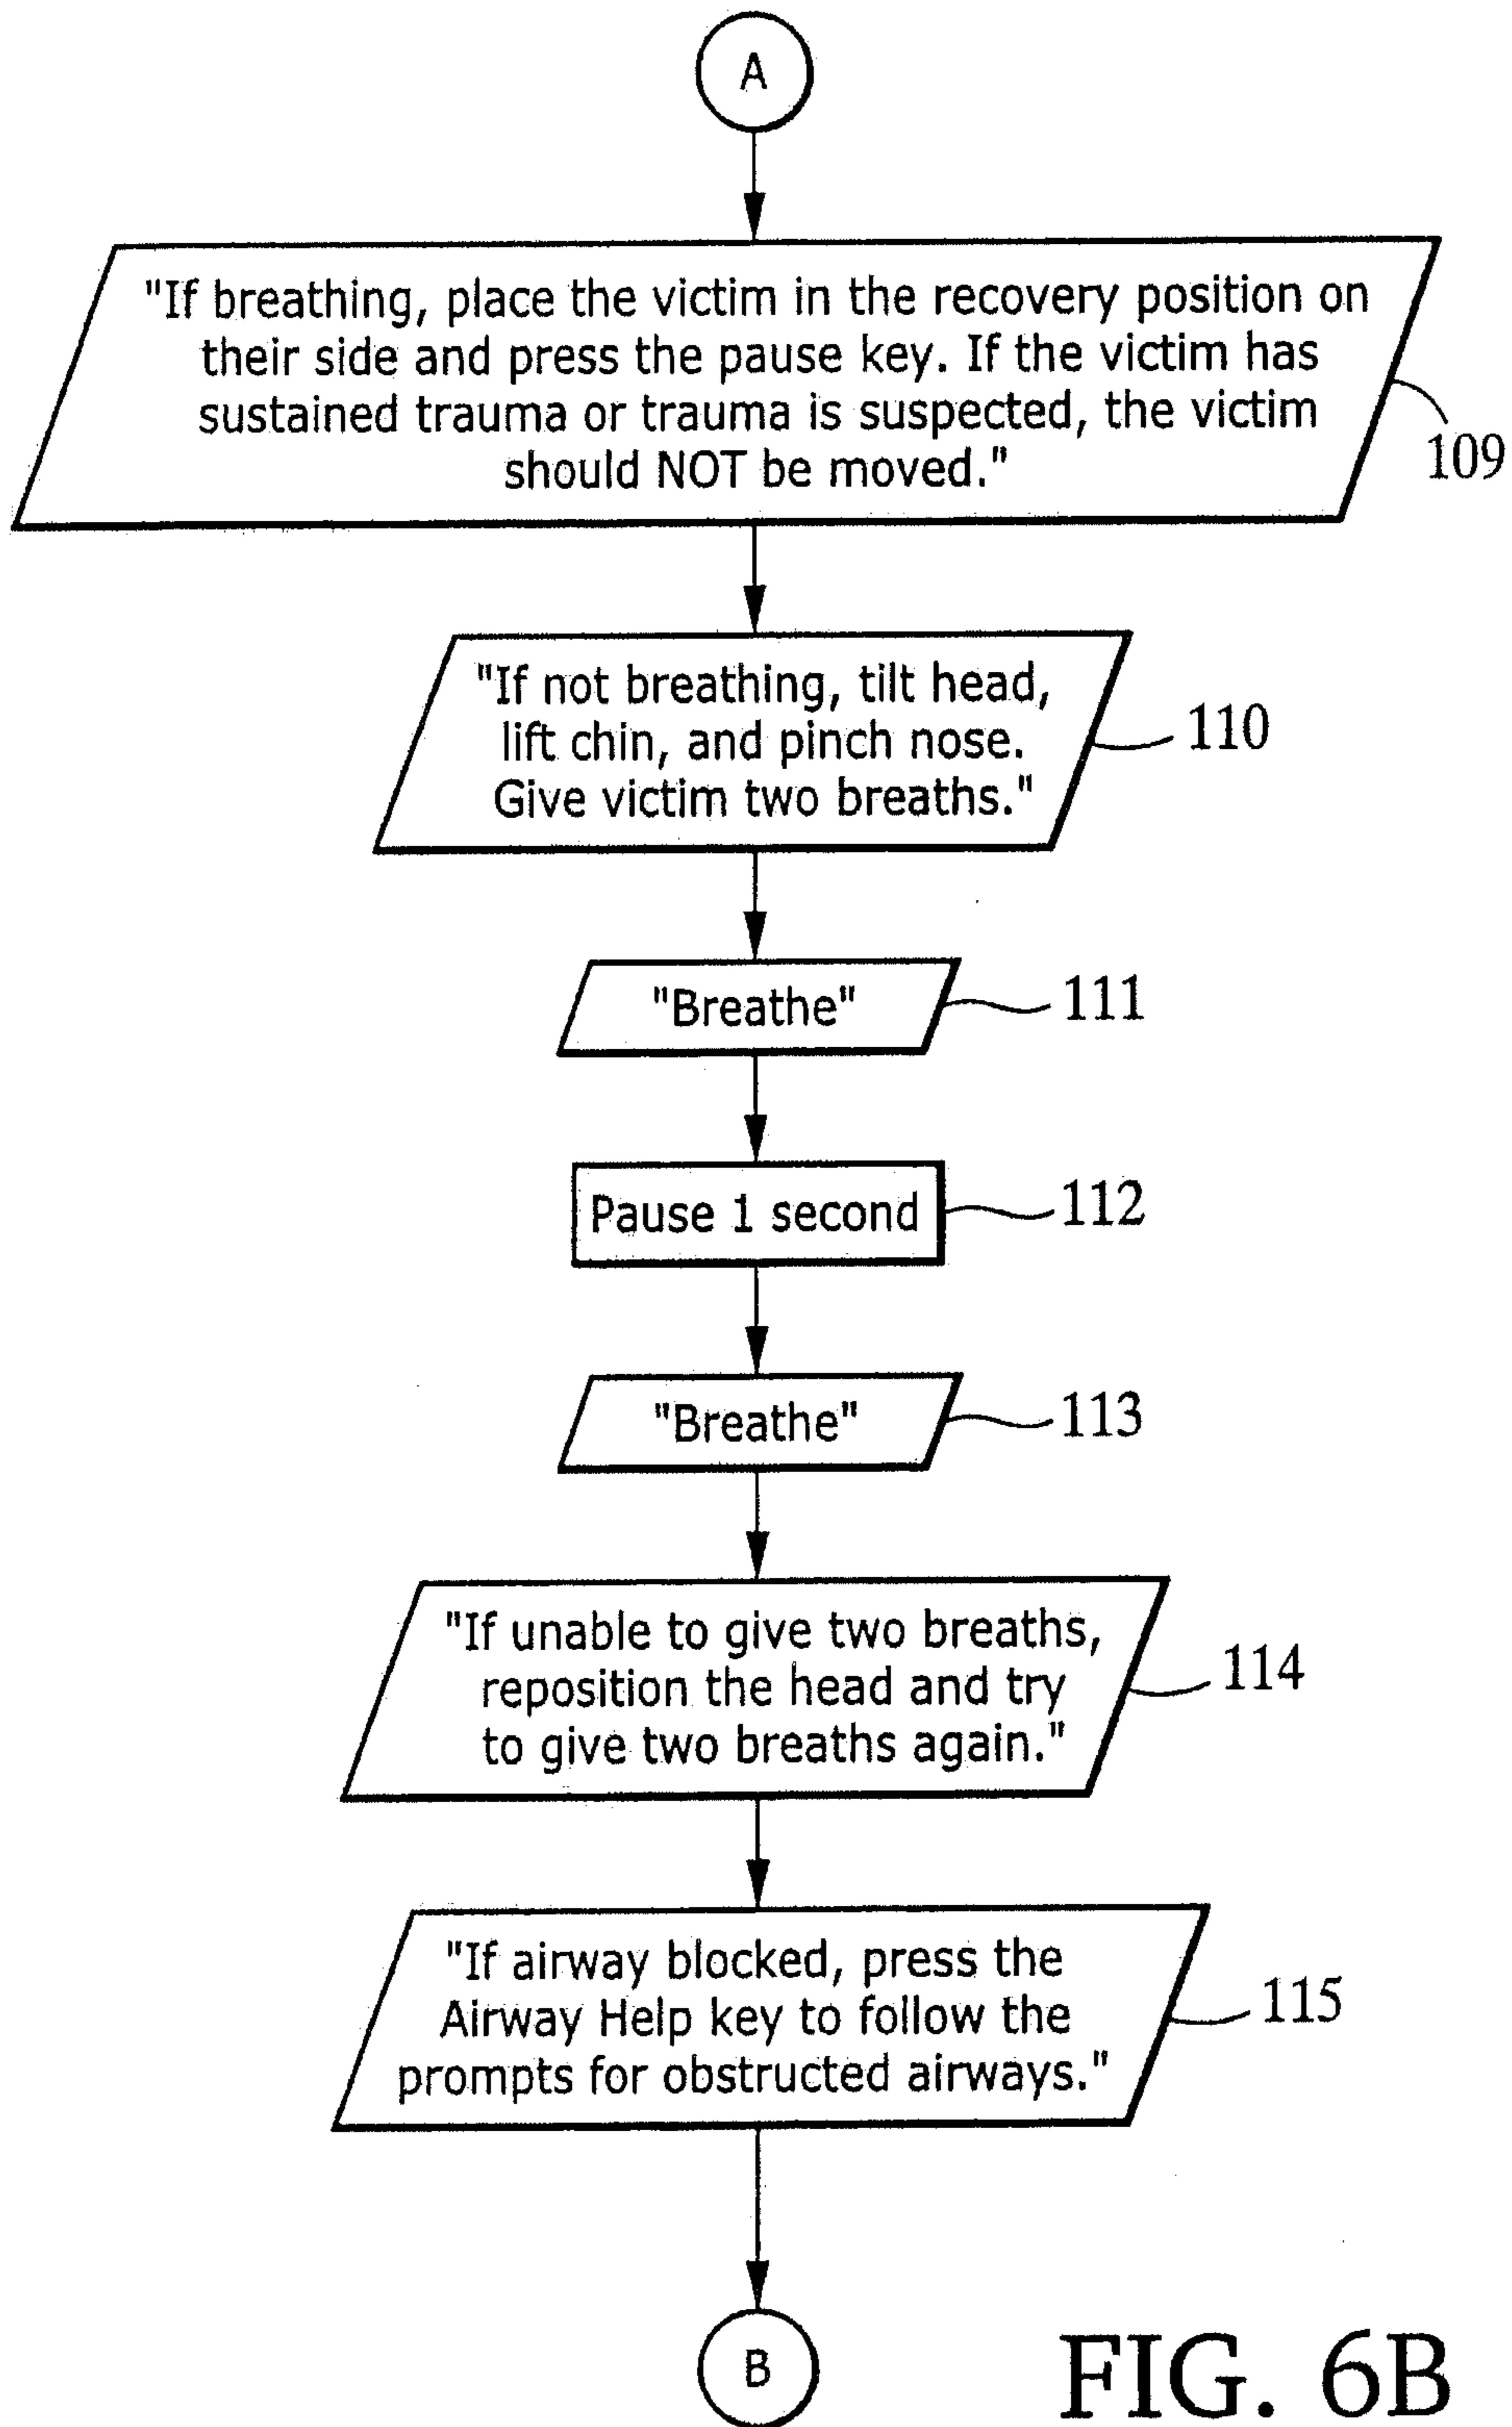 A
"If breathing, place the victim in the recovery position on
their side and press the pause key. If the victim has
sustained trauma or trauma is suspected, the victim
should NOT be moved."
109
"If not breathing, tilt head,
lift chin, and pinch nose.
Give victim two breaths."
110
"Breathe"
111
Pause 1 second
112
"Breathe"
113
"If unable to give two breaths,
reposition the head and try
to give two breaths again."
114
"If airway blocked, press the
Airway Help key to follow the
prompts for obstructed airways."
115
B
FIG. 6B